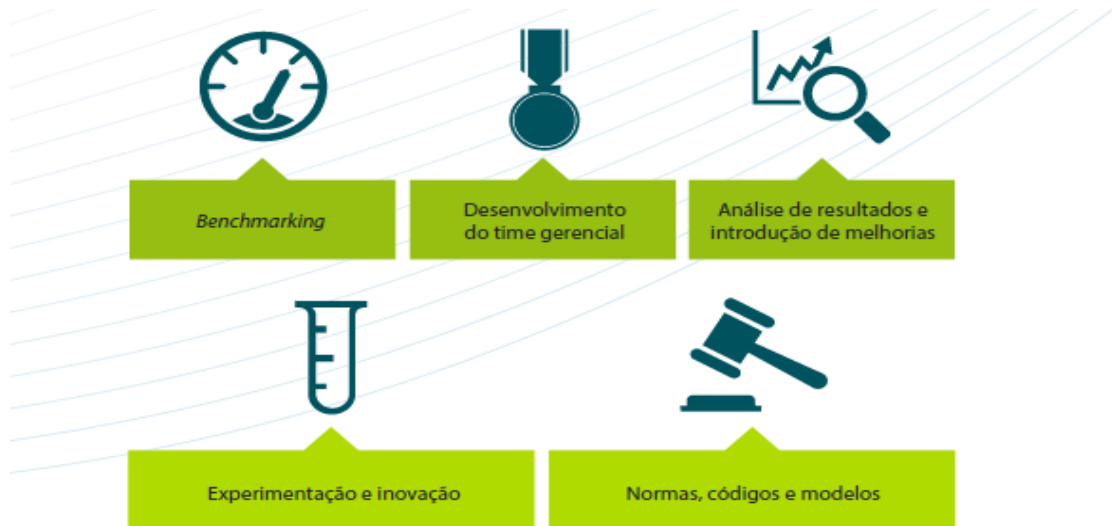 Benchmarking
Desenvolvimento
do time gerencial
Análise de resultados e
introdução de melhorias
Experimentação e inovação
Normas, códigos e modelos